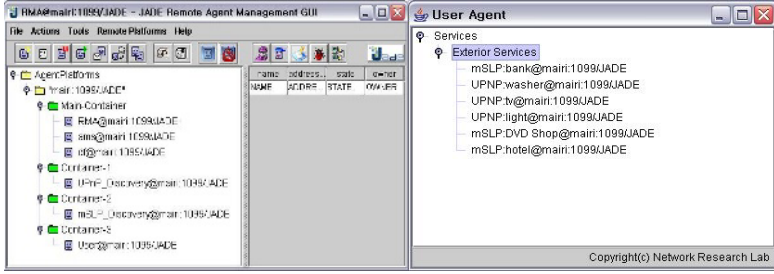 RMA@mairi:1099/JADE - JADE Remote Agent Management GUI
File Actions Tools Remote Platforms Help
AgentPlatforms
"mairi:1099/JADE"
Main-Container
RMA@mairi:1099/JADE
ams@mairi:1099/JADE
df@mairi:1099/JADE
Container-1
UPnP_Discovery@mairi:1099/JADE
Container-2
mSLP_Discovery@mairi:1099/JADE
Container-3
User@mairi:1099/JADE
name address... state owner
NAME ADDRE... STATE OWNER
User Agent
Services
Exterior Services
mSLP:bank@mairi:1099/JADE
UPNP:washer@mairi:1099/JADE
UPNP:tv@mairi:1099/JADE
UPNP:light@mairi:1099/JADE
mSLP:DVD Shop@mairi:1099/JADE
mSLP:hotel@mairi:1099/JADE
Copyright(c) Network Research Lab